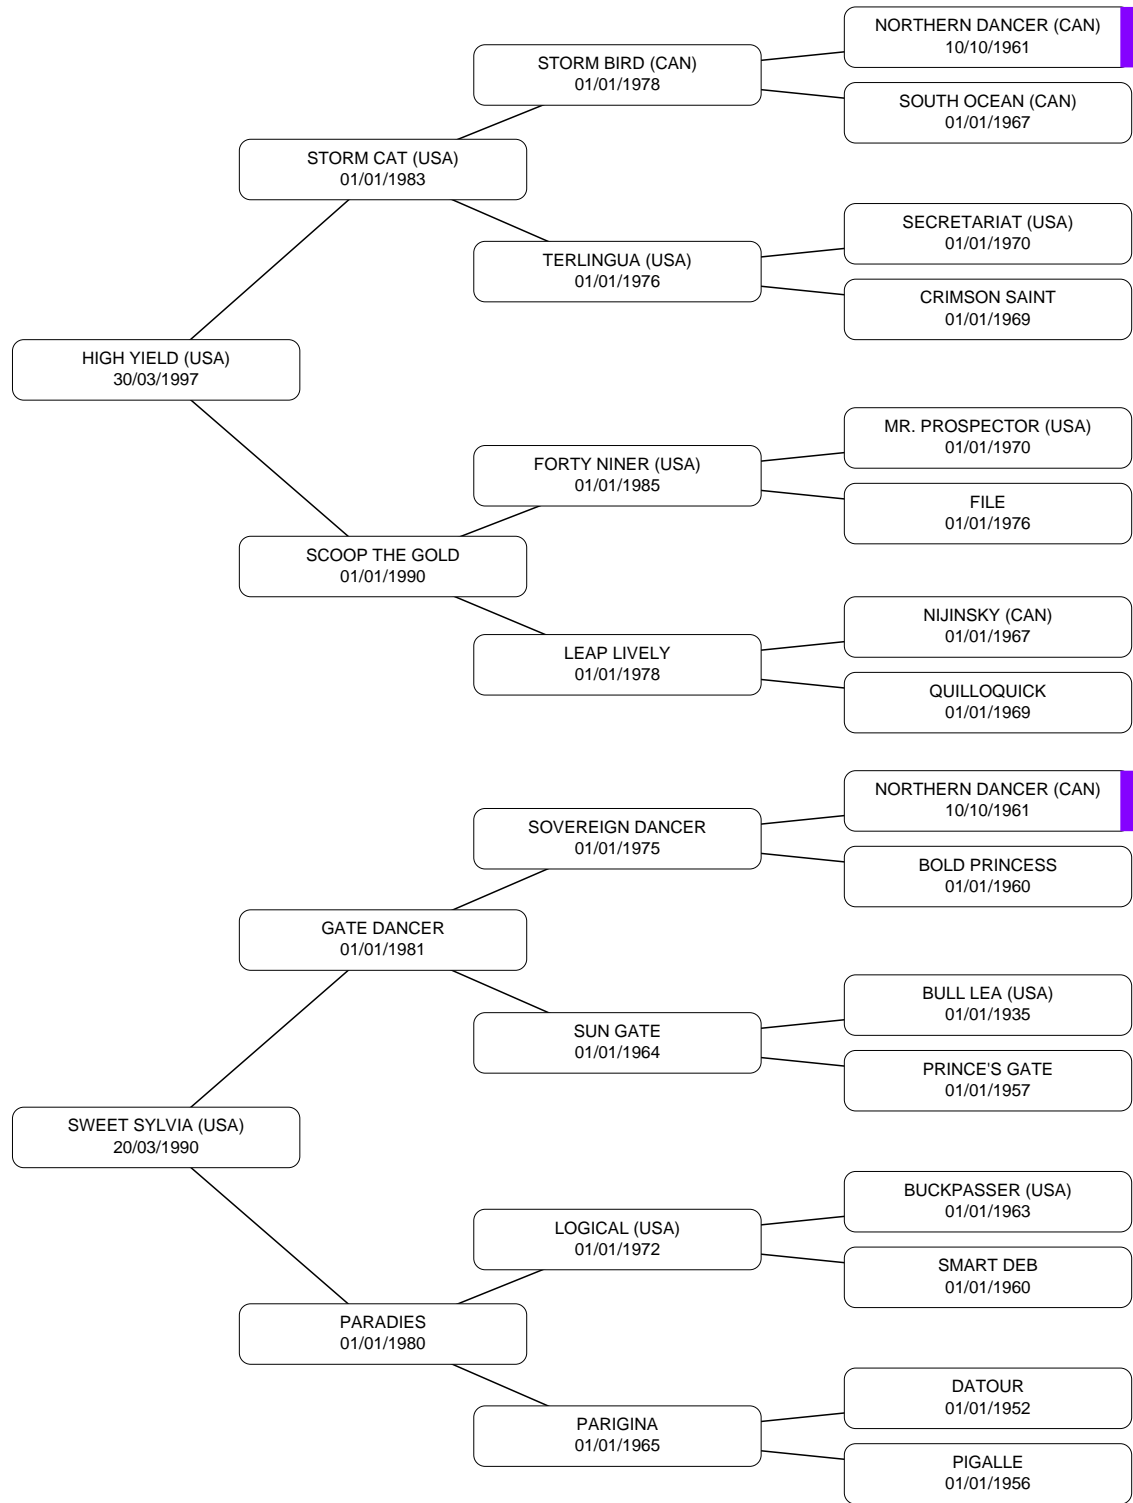 NORTHERN DANCER (CAN)
10/10/1961
STORM BIRD (CAN)
01/01/1978
SOUTH OCEAN (CAN)
01/01/1967
STORM CAT (USA)
01/01/1983
SECRETARIAT (USA)
01/01/1970
TERLINGUA (USA)
01/01/1976
CRIMSON SAINT
01/01/1969
HIGH YIELD (USA)
30/03/1997
MR. PROSPECTOR (USA)
01/01/1970
FORTY NINER (USA)
01/01/1985
FILE
01/01/1976
SCOOP THE GOLD
01/01/1990
NIJINSKY (CAN)
01/01/1967
LEAP LIVELY
01/01/1978
QUILLOQUICK
01/01/1969
NORTHERN DANCER (CAN)
10/10/1961
SOVEREIGN DANCER
01/01/1975
BOLD PRINCESS
01/01/1960
GATE DANCER
01/01/1981
BULL LEA (USA)
01/01/1935
SUN GATE
01/01/1964
PRINCE'S GATE
01/01/1957
SWEET SYLVIA (USA)
20/03/1990
BUCKPASSER (USA)
01/01/1963
LOGICAL (USA)
01/01/1972
SMART DEB
01/01/1960
PARADIES
01/01/1980
DATOUR
01/01/1952
PARIGINA
01/01/1965
PIGALLE
01/01/1956